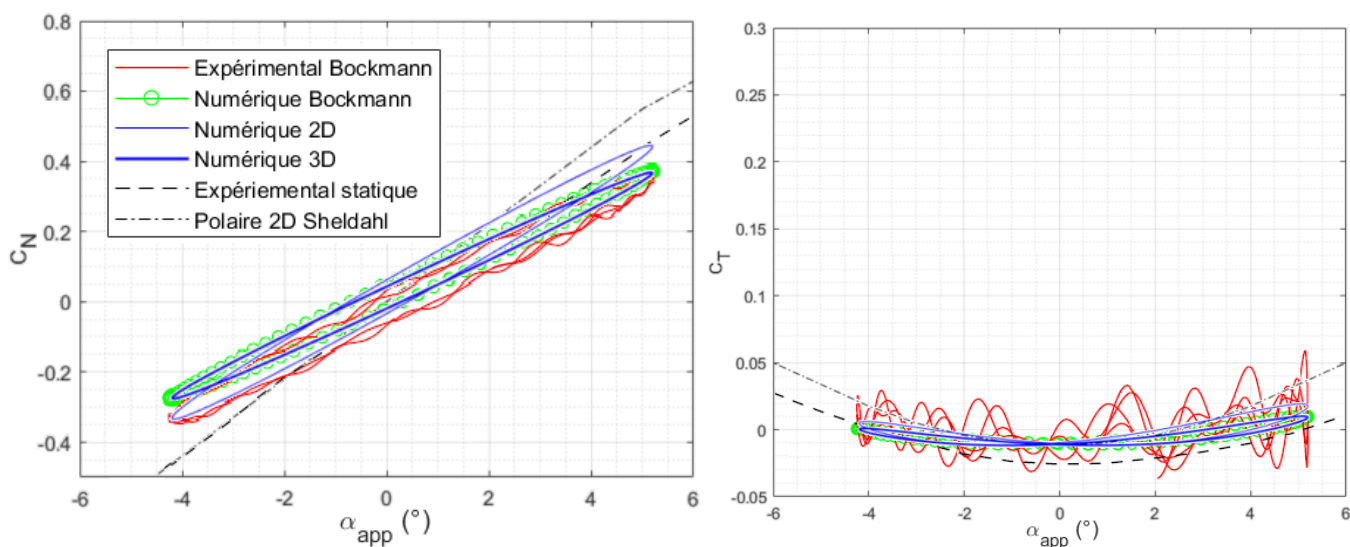 0.8
0.6
0.4
0.2
0
-0.2
-0.4
C_N
Expérimental Bockmann
Numérique Bockmann
Numérique 2D
Numérique 3D
Expériemental statique
Polaire 2D Sheldahl
-6 -4 -2 0 2 4 6
α_app (°)
0.3
0.25
0.2
0.15
0.1
0.05
0
-0.05
C_T
-6 -4 -2 0 2 4 6
α_app (°)